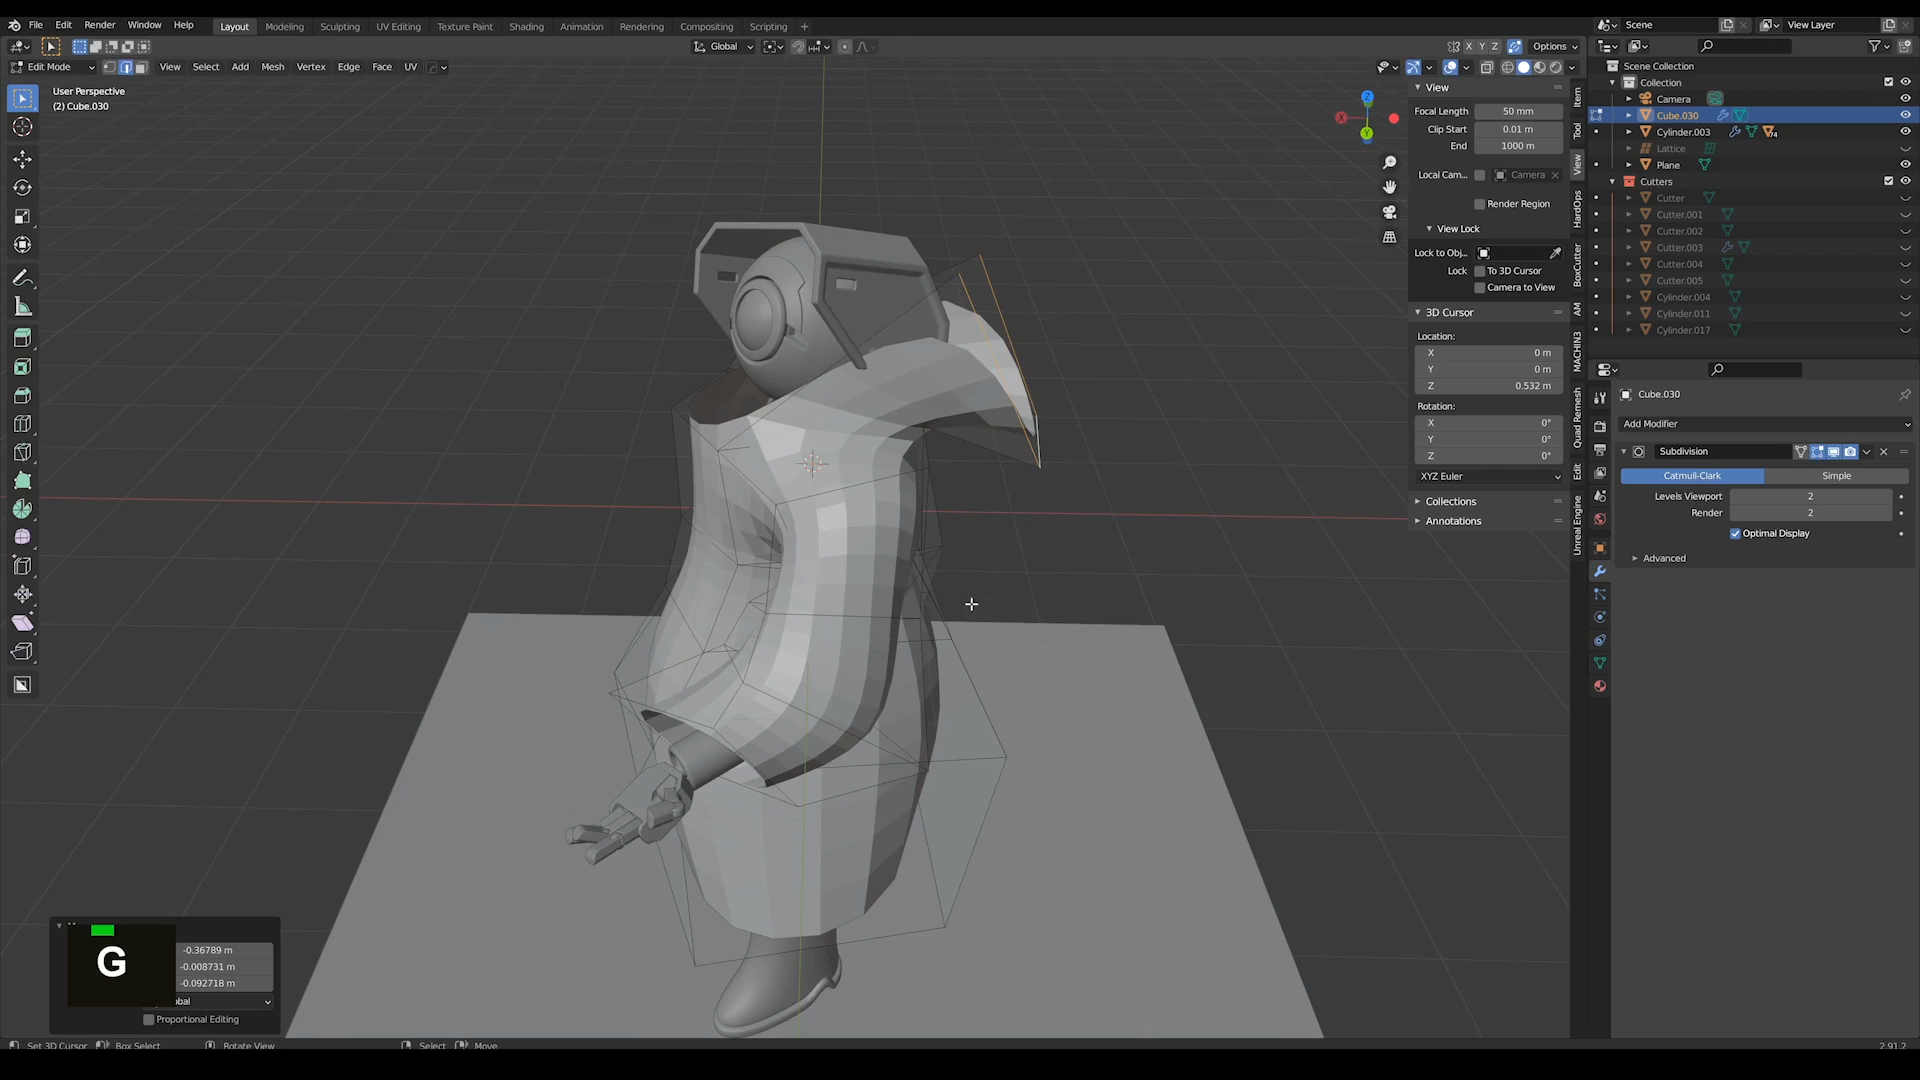 File Edit Render Window Help Layout Modeling Sculpting UV Editing Texture Paint Shading Animation Rendering Compositing Scripting + Scene View Layer
Global X Y Z Options
Edit Mode View Select Add Mesh Vertex Edge Face UV
User Perspective
(2) Cube.030
View
Focal Length 50 mm
Clip Start 0.01 m
End 1000 m
Local Cam... Camera
Render Region
View Lock
Lock to Obj...
Lock To 3D Cursor
Camera to View
3D Cursor
Location:
X 0 m
Y 0 m
Z 0.532 m
Rotation:
X 0°
Y 0°
Z 0°
XYZ Euler
Collections
Annotations
Item
Tool
View
HardOps
BoxCutter
AM
MACHIN3
Quad Remesh
Edit
Unreal Engine
Z
X
Y
Scene Collection
Collection
Camera
Cube.030
Cylinder.003 74
Lattice
Plane
Cutters
Cutter
Cutter.001
Cutter.002
Cutter.003
Cutter.004
Cutter.005
Cylinder.004
Cylinder.011
Cylinder.017
Cube.030
Add Modifier
Subdivision
Catmull-Clark Simple
Levels Viewport 2
Render 2
Optimal Display
Advanced
G
-0.36789 m
-0.008731 m
-0.092718 m
Proportional Editing
Set 3D Cursor Box Select Rotate View Select Move 2.91.2